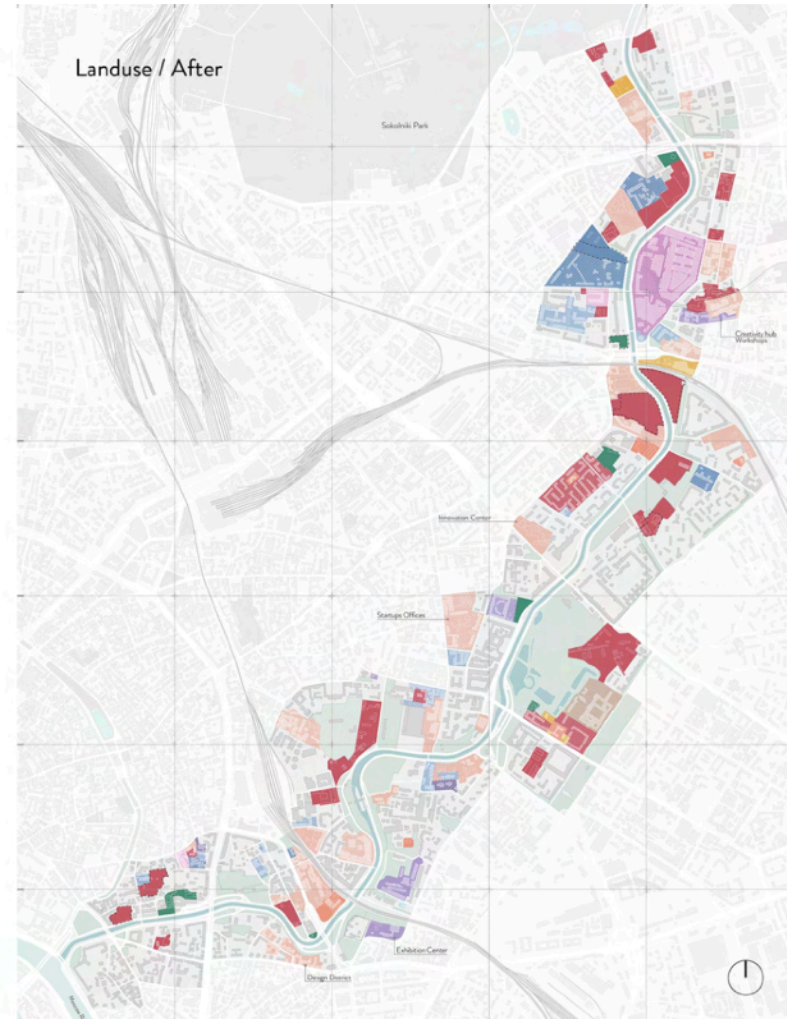 Landuse / After
Sokolniki Park
Creativity hub
Workshops
Innovation Center
Startups Offices
Exhibition Center
Design District